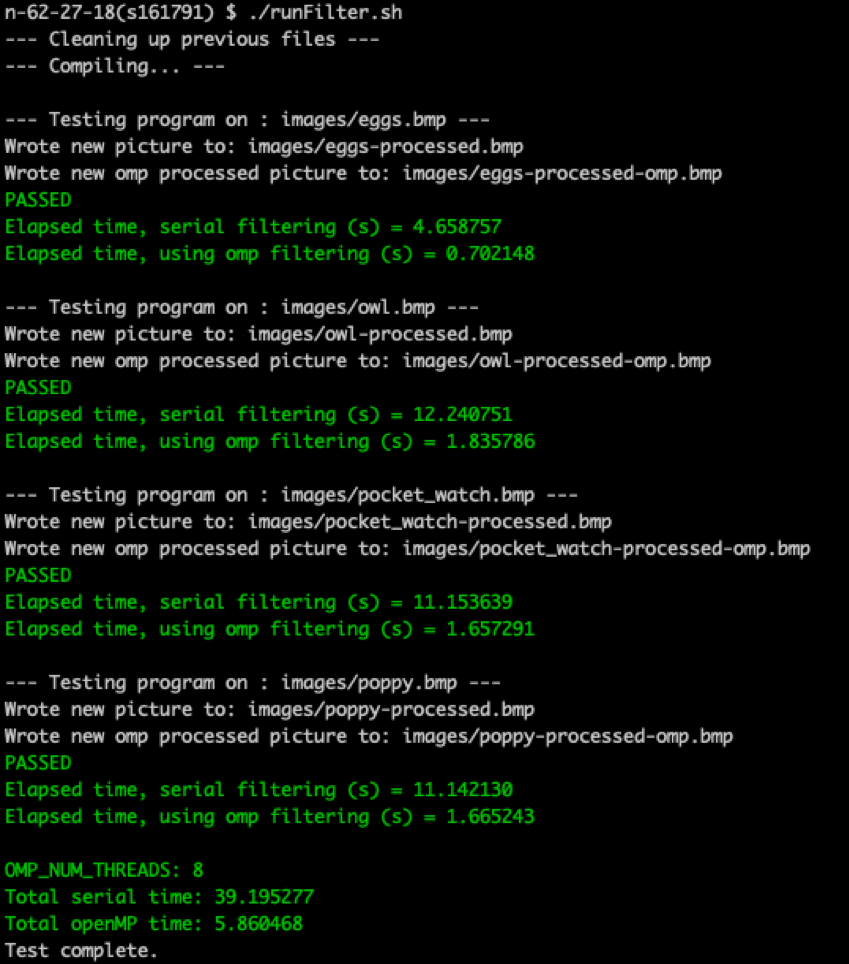 n-62-27-18(s161791) $ ./runFilter.sh
--- Cleaning up previous files ---
--- Compiling... ---
--- Testing program on : images/eggs.bmp ---
Wrote new picture to: images/eggs-processed.bmp
Wrote new omp processed picture to: images/eggs-processed-omp.bmp
PASSED
Elapsed time, serial filtering (s) = 4.658757
Elapsed time, using omp filtering (s) = 0.702148
--- Testing program on : images/owl.bmp ---
Wrote new picture to: images/owl-processed.bmp
Wrote new omp processed picture to: images/owl-processed-omp.bmp
PASSED
Elapsed time, serial filtering (s) = 12.240751
Elapsed time, using omp filtering (s) = 1.835786
--- Testing program on : images/pocket_watch.bmp ---
Wrote new picture to: images/pocket_watch-processed.bmp
Wrote new omp processed picture to: images/pocket_watch-processed-omp.bmp
PASSED
Elapsed time, serial filtering (s) = 11.153639
Elapsed time, using omp filtering (s) = 1.657291
--- Testing program on : images/poppy.bmp ---
Wrote new picture to: images/poppy-processed.bmp
Wrote new omp processed picture to: images/poppy-processed-omp.bmp
PASSED
Elapsed time, serial filtering (s) = 11.142130
Elapsed time, using omp filtering (s) = 1.665243
OMP_NUM_THREADS: 8
Total serial time: 39.195277
Total openMP time: 5.860468
Test complete.